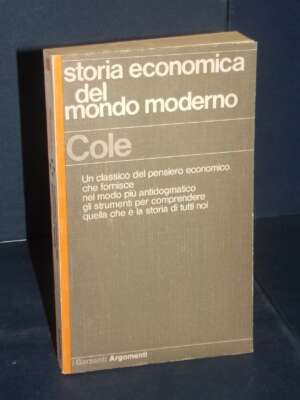 storia economica
del
mondo moderno
Cole
Un classico del pensiero economico
che fornisce
nel modo più antidogmatico
gli strumenti per comprendere
quella che è la storia di tutti noi
i Garzanti Argomenti